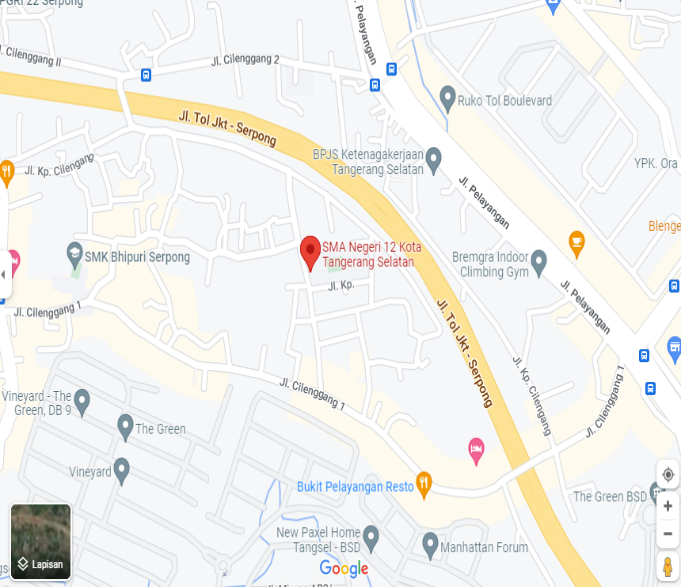 PGRI 22 Serpong
Jl. Pelayangan
Cilenggang II
Jl. Cilenggang 2
Ruko Tol Boulevard
Jl. Tol Jkt - Serpong
BPJS Ketenagakerjaan
Tangerang Selatan
YPK. Ora
Jl. Kp. Cilenggang
Jl. Pelayangan
Blenge
SMA Negeri 12 Kota
Tangerang Selatan
SMK Bhipuri Serpong
Bremgra Indoor
Climbing Gym
Jl. Kp.
Jl. Pelayangan
Jl. Cilenggang 1
Jl. Tol Jkt - Serpong
Jl. Kp. Cilengang
Jl. Cilenggang 1
Jl. Cilenggang 1
Vineyard - The
Green, DB 9
The Green
Vineyard
Bukit Pelayangan Resto
The Green BSD
New Paxel Home
Tangsel - BSD
Manhattan Forum
Lapisan
Google